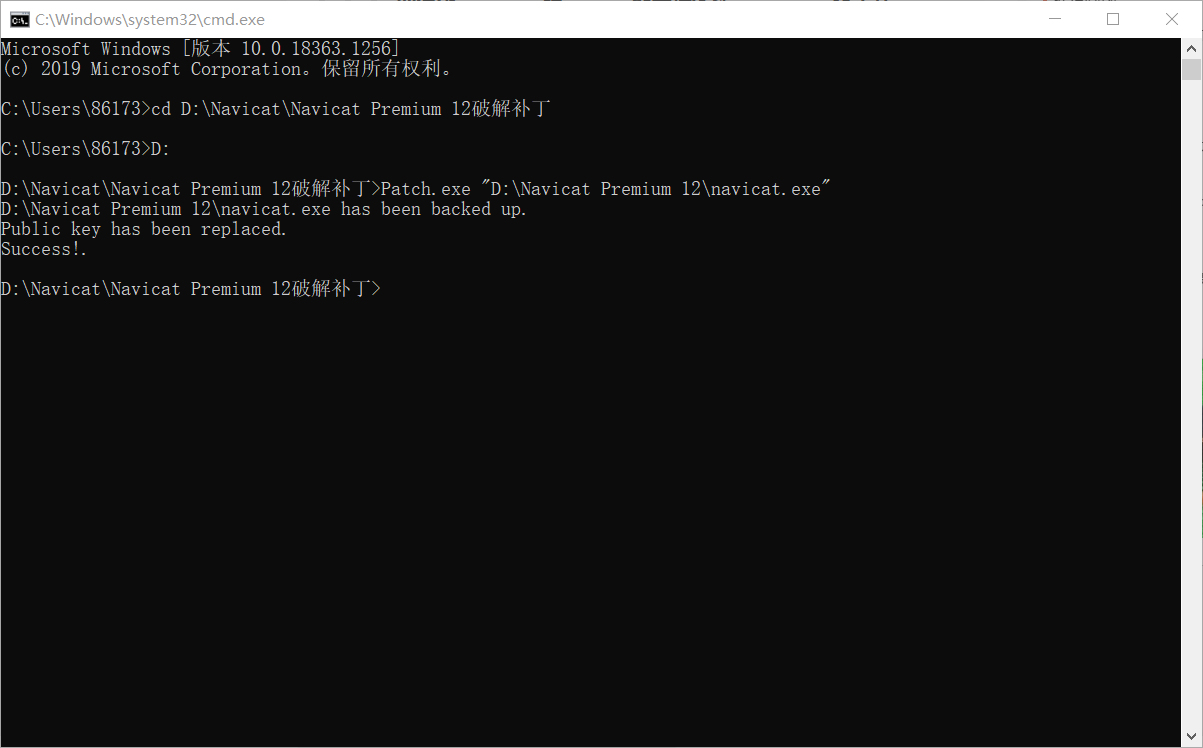 C:\Windows\system32\cmd.exe
Microsoft Windows [版本 10.0.18363.1256]
(c) 2019 Microsoft Corporation。保留所有权利。
C:\Users\86173>cd D:\Navicat\Navicat Premium 12破解补丁
C:\Users\86173>D:
D:\Navicat\Navicat Premium 12破解补丁>Patch.exe "D:\Navicat Premium 12\navicat.exe"
D:\Navicat Premium 12\navicat.exe has been backed up.
Public key has been replaced.
Success!.
D:\Navicat\Navicat Premium 12破解补丁>